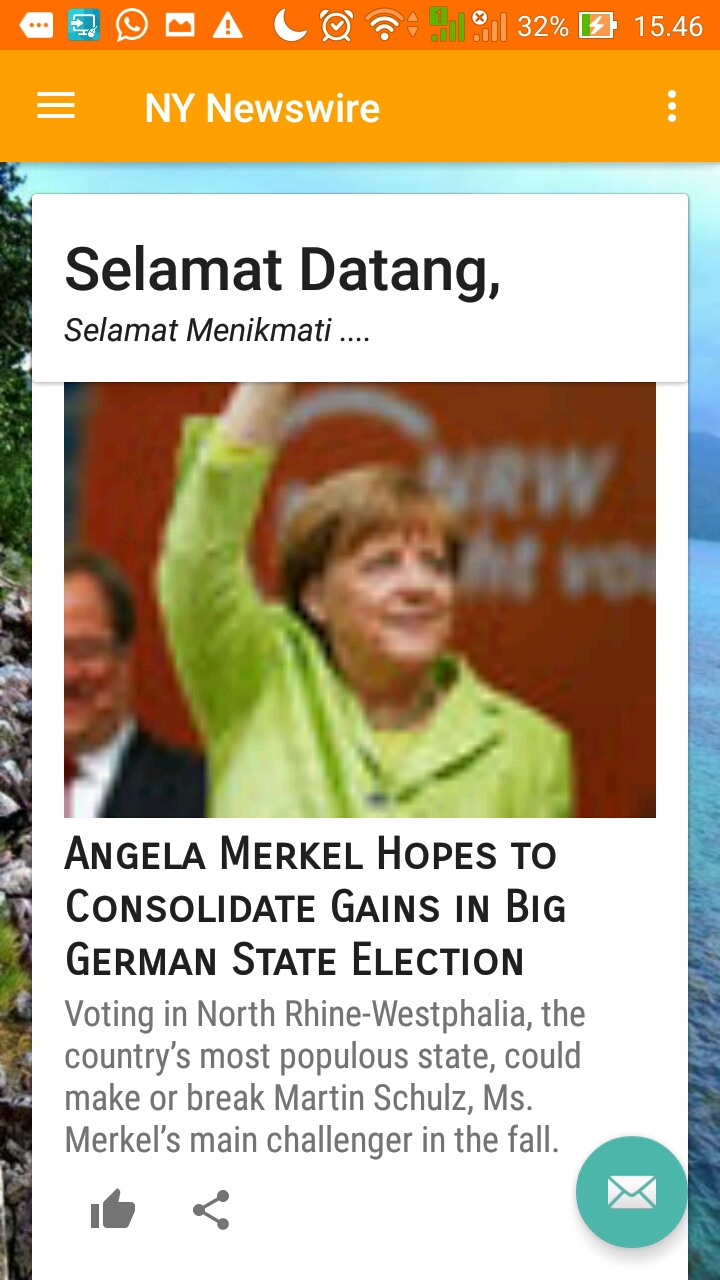 32% 15.46
NY Newswire
Selamat Datang,
Selamat Menikmati ....
NRW
ANGELA MERKEL HOPES TO
CONSOLIDATE GAINS IN BIG
GERMAN STATE ELECTION
Voting in North Rhine-Westphalia, the
country’s most populous state, could
make or break Martin Schulz, Ms.
Merkel’s main challenger in the fall.